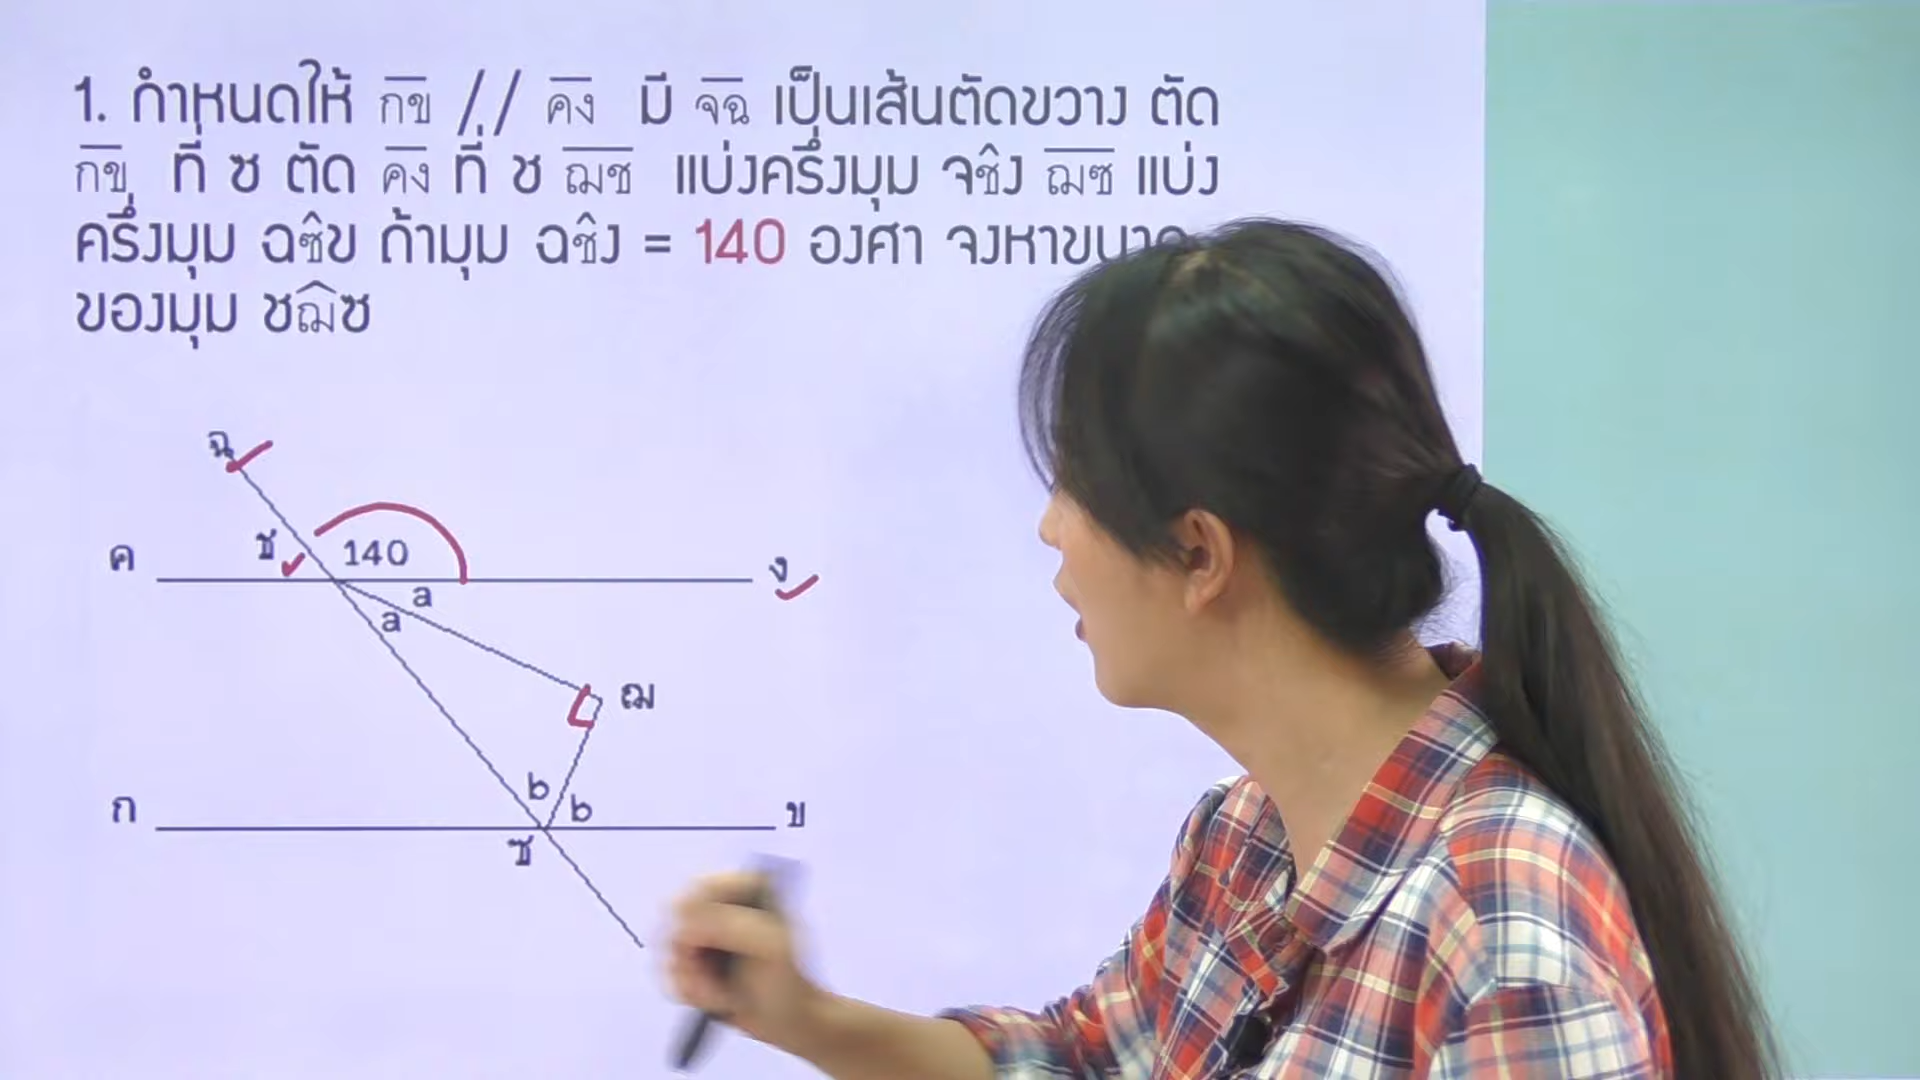 1. กำหนดให้ กข // คง มี จฉ เป็นเส้นตัดขวาง ตัด
กข ที่ ซ ตัด คง ที่ ช ฌช แบ่งครึ่งมุม จชิ̂ง ฌซ แบ่ง
ครึ่งมุม ฉซ̂ข ถ้ามุม ฉช̂ง = 140 องศา จงหาขนาด
ของมุม ชฌ̂ซ
ฉ
ช 140
ค ง
a
a
ฌ
b b
ก ข
ซ